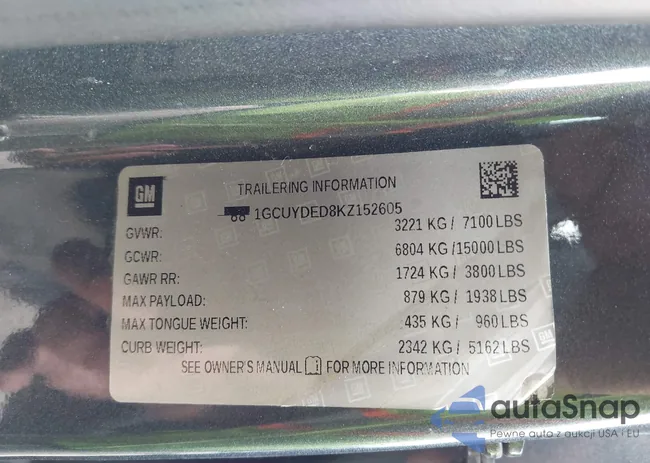 GM
TRAILERING INFORMATION
1GCUYDED8KZ152605
GVWR: 3221 KG / 7100 LBS
GCWR: 6804 KG /15000 LBS
GAWR RR: 1724 KG / 3800 LBS
MAX PAYLOAD: 879 KG / 1938 LBS
MAX TONGUE WEIGHT: 435 KG / 960 LBS
CURB WEIGHT: 2342 KG / 5162 LBS
SEE OWNER'S MANUAL FOR MORE INFORMATION
autaSnap
Pewne auta z aukcji USA i EU